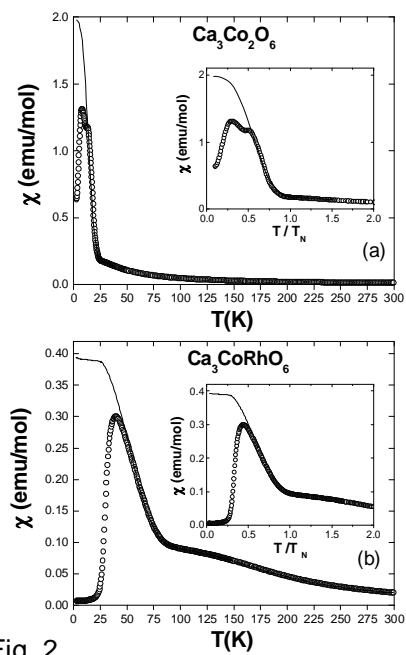 Ca3Co2O6
2.0
1.5
1.0
0.5
0.0
χ (emu/mol)
2
1
0
χ (emu/mol)
0.0 0.5 1.0 1.5 2.0
T / TN
(a)
0 25 50 75 100 125 150 175 200 225 250 275 300
T(K)
Ca3CoRhO6
0.40
0.35
0.30
0.25
0.20
0.15
0.10
0.05
0.00
χ (emu/mol)
0.4
0.3
0.2
0.1
0.0
χ (emu/mol)
0.0 0.5 1.0 1.5 2.0
T /TN
(b)
0 25 50 75 100 125 150 175 200 225 250 275 300
T(K)
Fig. 2